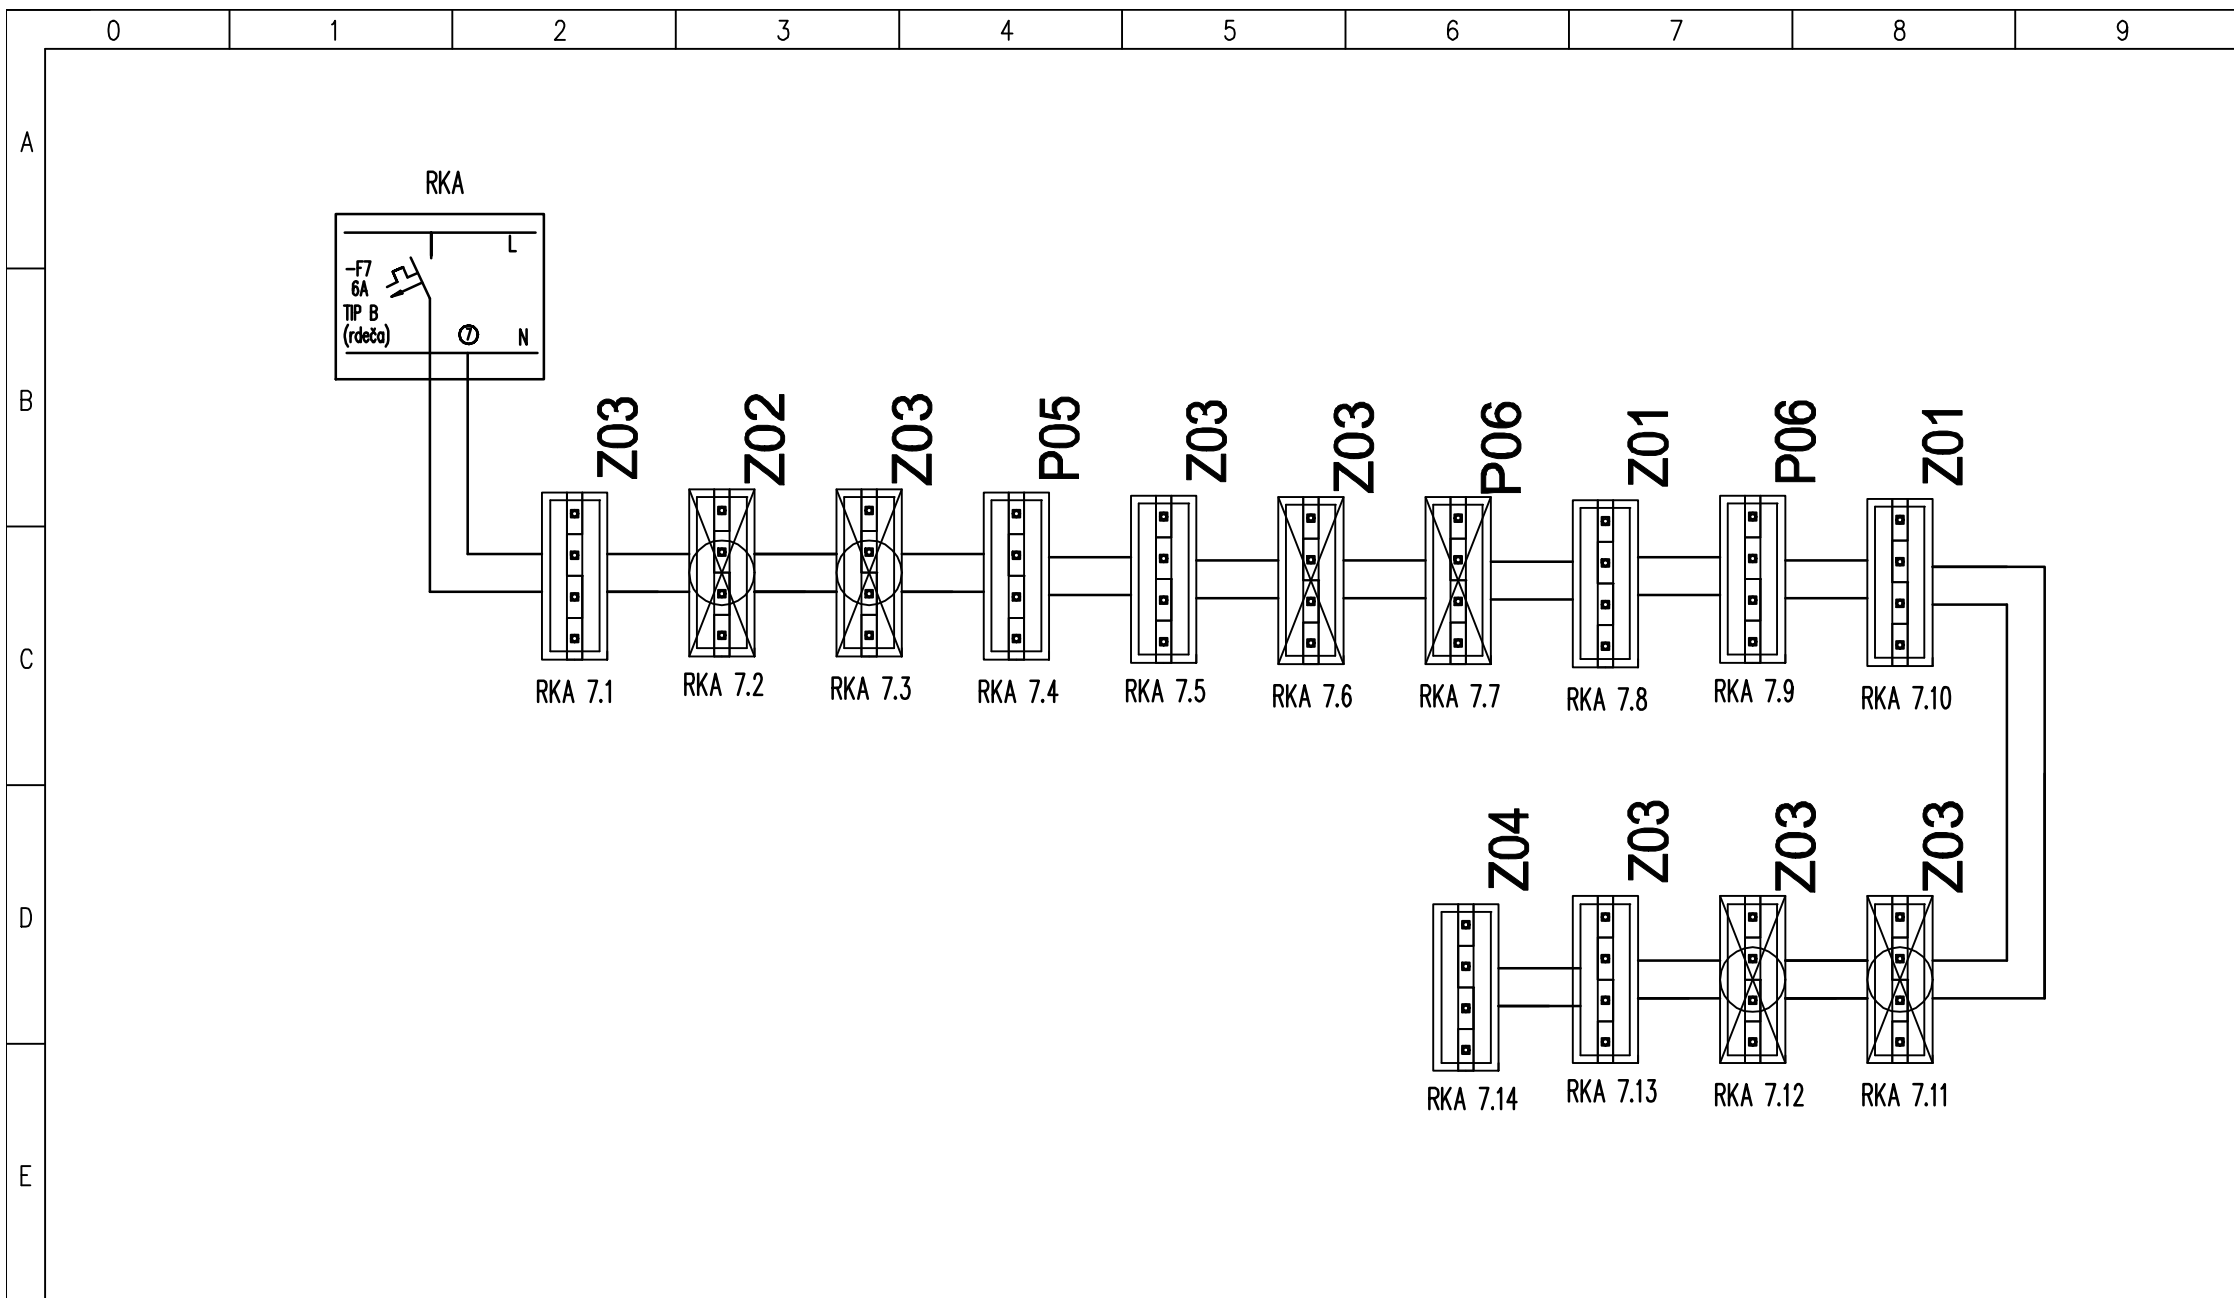 0 1 2 3 4 5 6 7 8 9
A
RKA
L
-F7
6A
TIP B
(rdeča)
7 N
B
Z03 Z02 Z03 P05 Z03 Z03 P06 Z01 P06 Z01
C
RKA 7.1 RKA 7.2 RKA 7.3 RKA 7.4 RKA 7.5 RKA 7.6 RKA 7.7 RKA 7.8 RKA 7.9 RKA 7.10
Z04 Z03 Z03 Z03
D
RKA 7.14 RKA 7.13 RKA 7.12 RKA 7.11
E